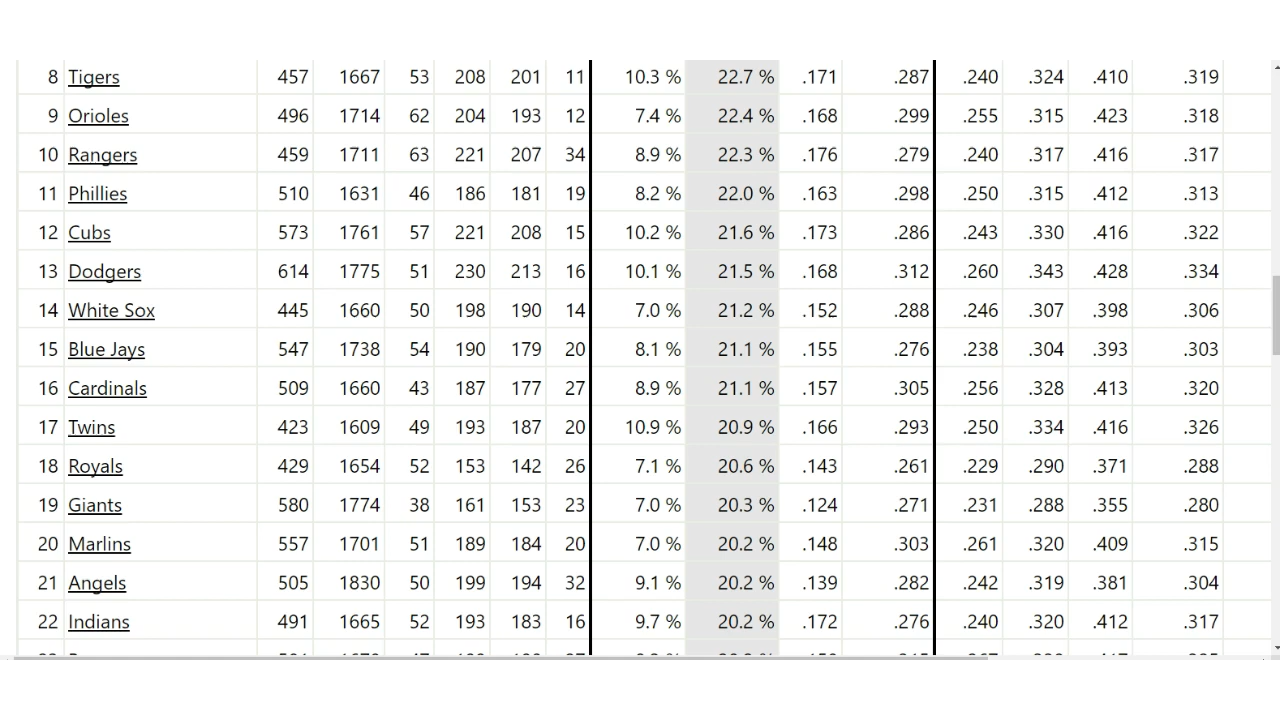 8 Tigers 457 1667 53 208 201 11 10.3 % 22.7 % .171 .287 .240 .324 .410 .319
9 Orioles 496 1714 62 204 193 12 7.4 % 22.4 % .168 .299 .255 .315 .423 .318
10 Rangers 459 1711 63 221 207 34 8.9 % 22.3 % .176 .279 .240 .317 .416 .317
11 Phillies 510 1631 46 186 181 19 8.2 % 22.0 % .163 .298 .250 .315 .412 .313
12 Cubs 573 1761 57 221 208 15 10.2 % 21.6 % .173 .286 .243 .330 .416 .322
13 Dodgers 614 1775 51 230 213 16 10.1 % 21.5 % .168 .312 .260 .343 .428 .334
14 White Sox 445 1660 50 198 190 14 7.0 % 21.2 % .152 .288 .246 .307 .398 .306
15 Blue Jays 547 1738 54 190 179 20 8.1 % 21.1 % .155 .276 .238 .304 .393 .303
16 Cardinals 509 1660 43 187 177 27 8.9 % 21.1 % .157 .305 .256 .328 .413 .320
17 Twins 423 1609 49 193 187 20 10.9 % 20.9 % .166 .293 .250 .334 .416 .326
18 Royals 429 1654 52 153 142 26 7.1 % 20.6 % .143 .261 .229 .290 .371 .288
19 Giants 580 1774 38 161 153 23 7.0 % 20.3 % .124 .271 .231 .288 .355 .280
20 Marlins 557 1701 51 189 184 20 7.0 % 20.2 % .148 .303 .261 .320 .409 .315
21 Angels 505 1830 50 199 194 32 9.1 % 20.2 % .139 .282 .242 .319 .381 .304
22 Indians 491 1665 52 193 183 16 9.7 % 20.2 % .172 .276 .240 .320 .412 .317